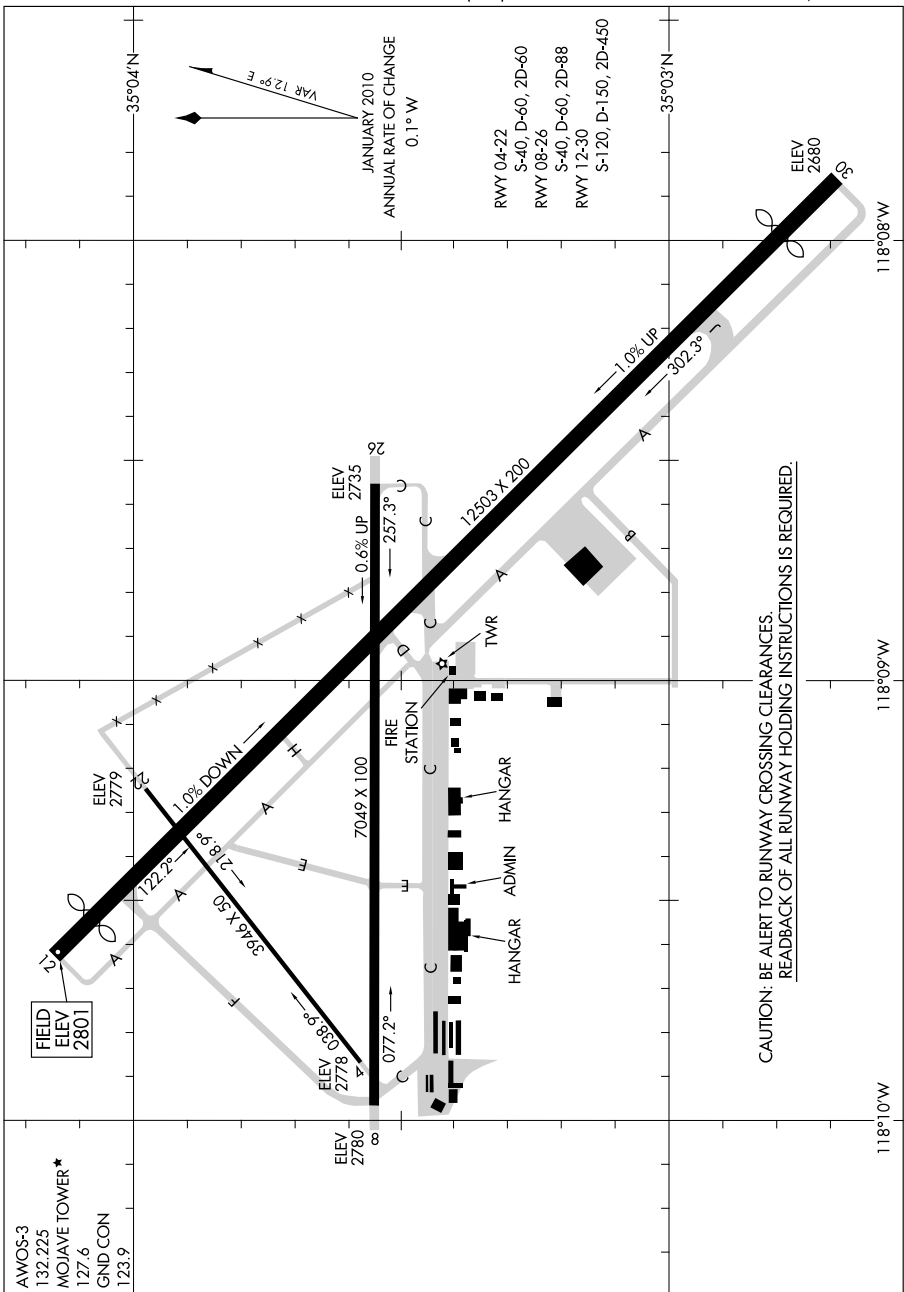 AWOS-3
132.225
MOJAVE TOWER★
127.6
GND CON
123.9
35°04'N
35°03'N
VAR 12.9° E
JANUARY 2010
ANNUAL RATE OF CHANGE
0.1° W
RWY 04-22
S-40, D-60, 2D-60
RWY 08-26
S-40, D-60, 2D-88
RWY 12-30
S-120, D-150, 2D-450
FIELD
ELEV
2801
12
A
122.2°
1.0% DOWN
ELEV
2779
22
218.9°
3946 X 50
038.9°
4
ELEV
2778
F
A
A
H
E
E
X
X
X
X
X
X
ELEV
2780
8
077.2°
7049 X 100
0.6% UP
257.3°
ELEV
2735
26
C
C
C
C
C
C
D
12503 X 200
A
A
B
J
1.0% UP
302.3°
ELEV
2680
30
FIRE
STATION
TWR
HANGAR
ADMIN
HANGAR
CAUTION: BE ALERT TO RUNWAY CROSSING CLEARANCES.
READBACK OF ALL RUNWAY HOLDING INSTRUCTIONS IS REQUIRED.
118°10'W
118°09'W
118°08'W